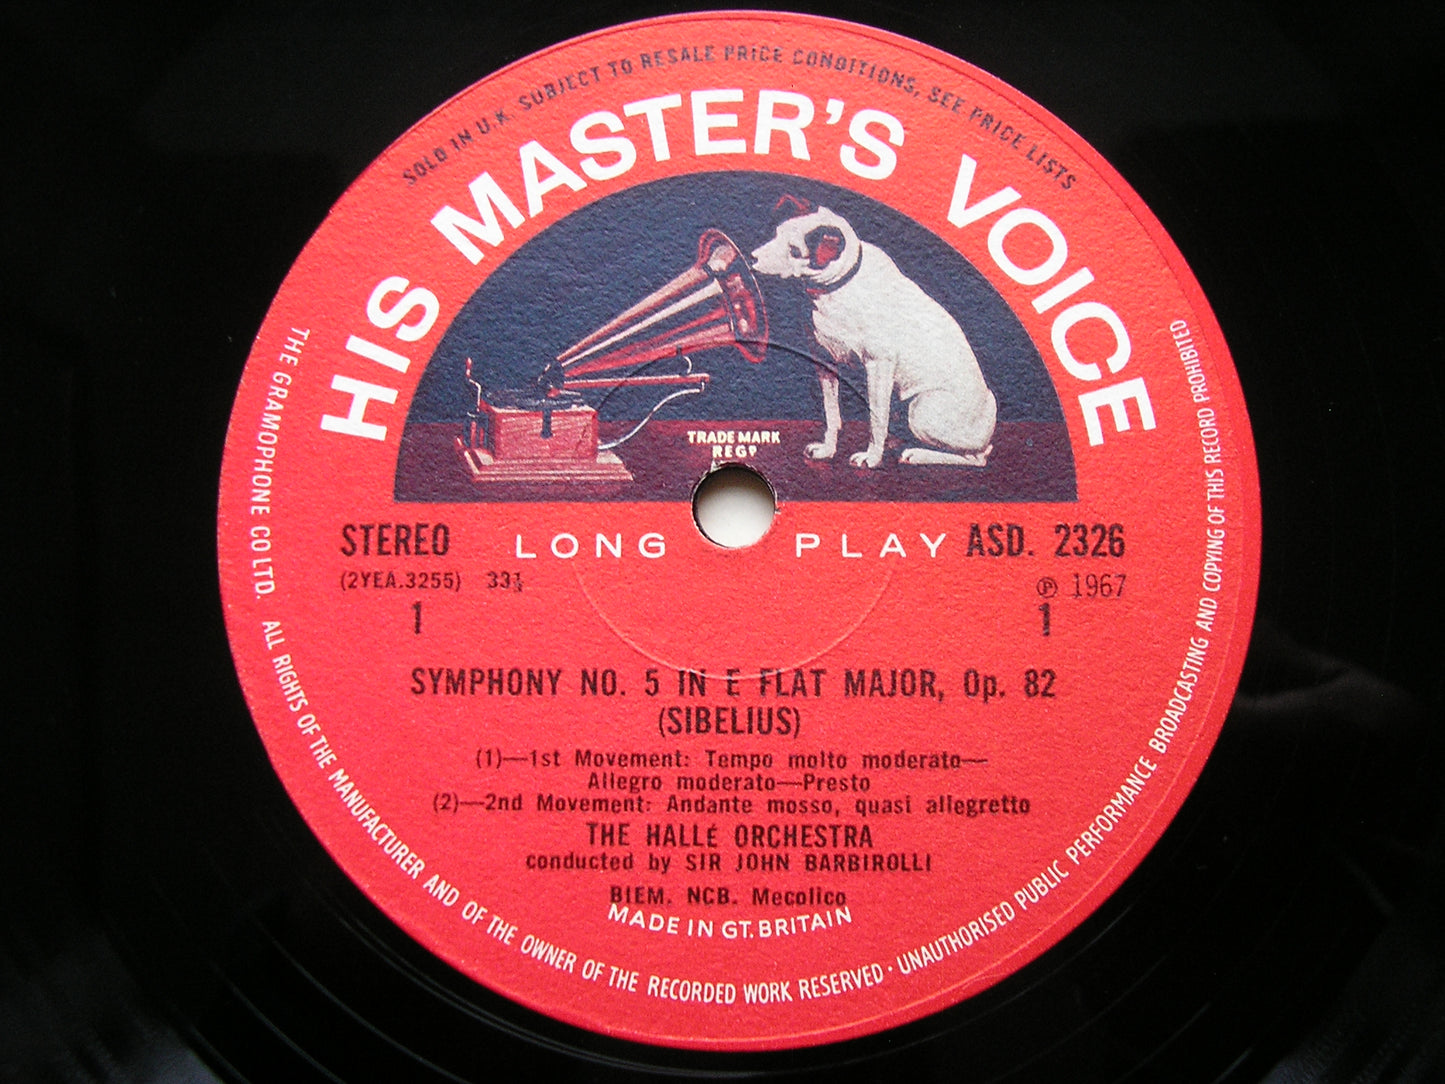 SOLD IN U.K. SUBJECT TO RESALE PRICE CONDITIONS, SEE PRICE LISTS
HIS MASTER'S VOICE
TRADE MARK
REGD
STEREO LONG PLAY ASD. 2326
(2YEA.3255) 33⅓ ℗ 1967
1 1
SYMPHONY NO. 5 IN E FLAT MAJOR, Op. 82
(SIBELIUS)
(1)—1st Movement: Tempo molto moderato—
Allegro moderato—Presto
(2)—2nd Movement: Andante mosso, quasi allegretto
THE HALLÉ ORCHESTRA
conducted by SIR JOHN BARBIROLLI
BIEM. NCB. Mecolico
MADE IN GT. BRITAIN
THE GRAMOPHONE CO LTD. ALL RIGHTS OF THE MANUFACTURER AND OF THE OWNER OF THE RECORDED WORK RESERVED · UNAUTHORISED PUBLIC PERFORMANCE BROADCASTING AND COPYING OF THIS RECORD PROHIBITED